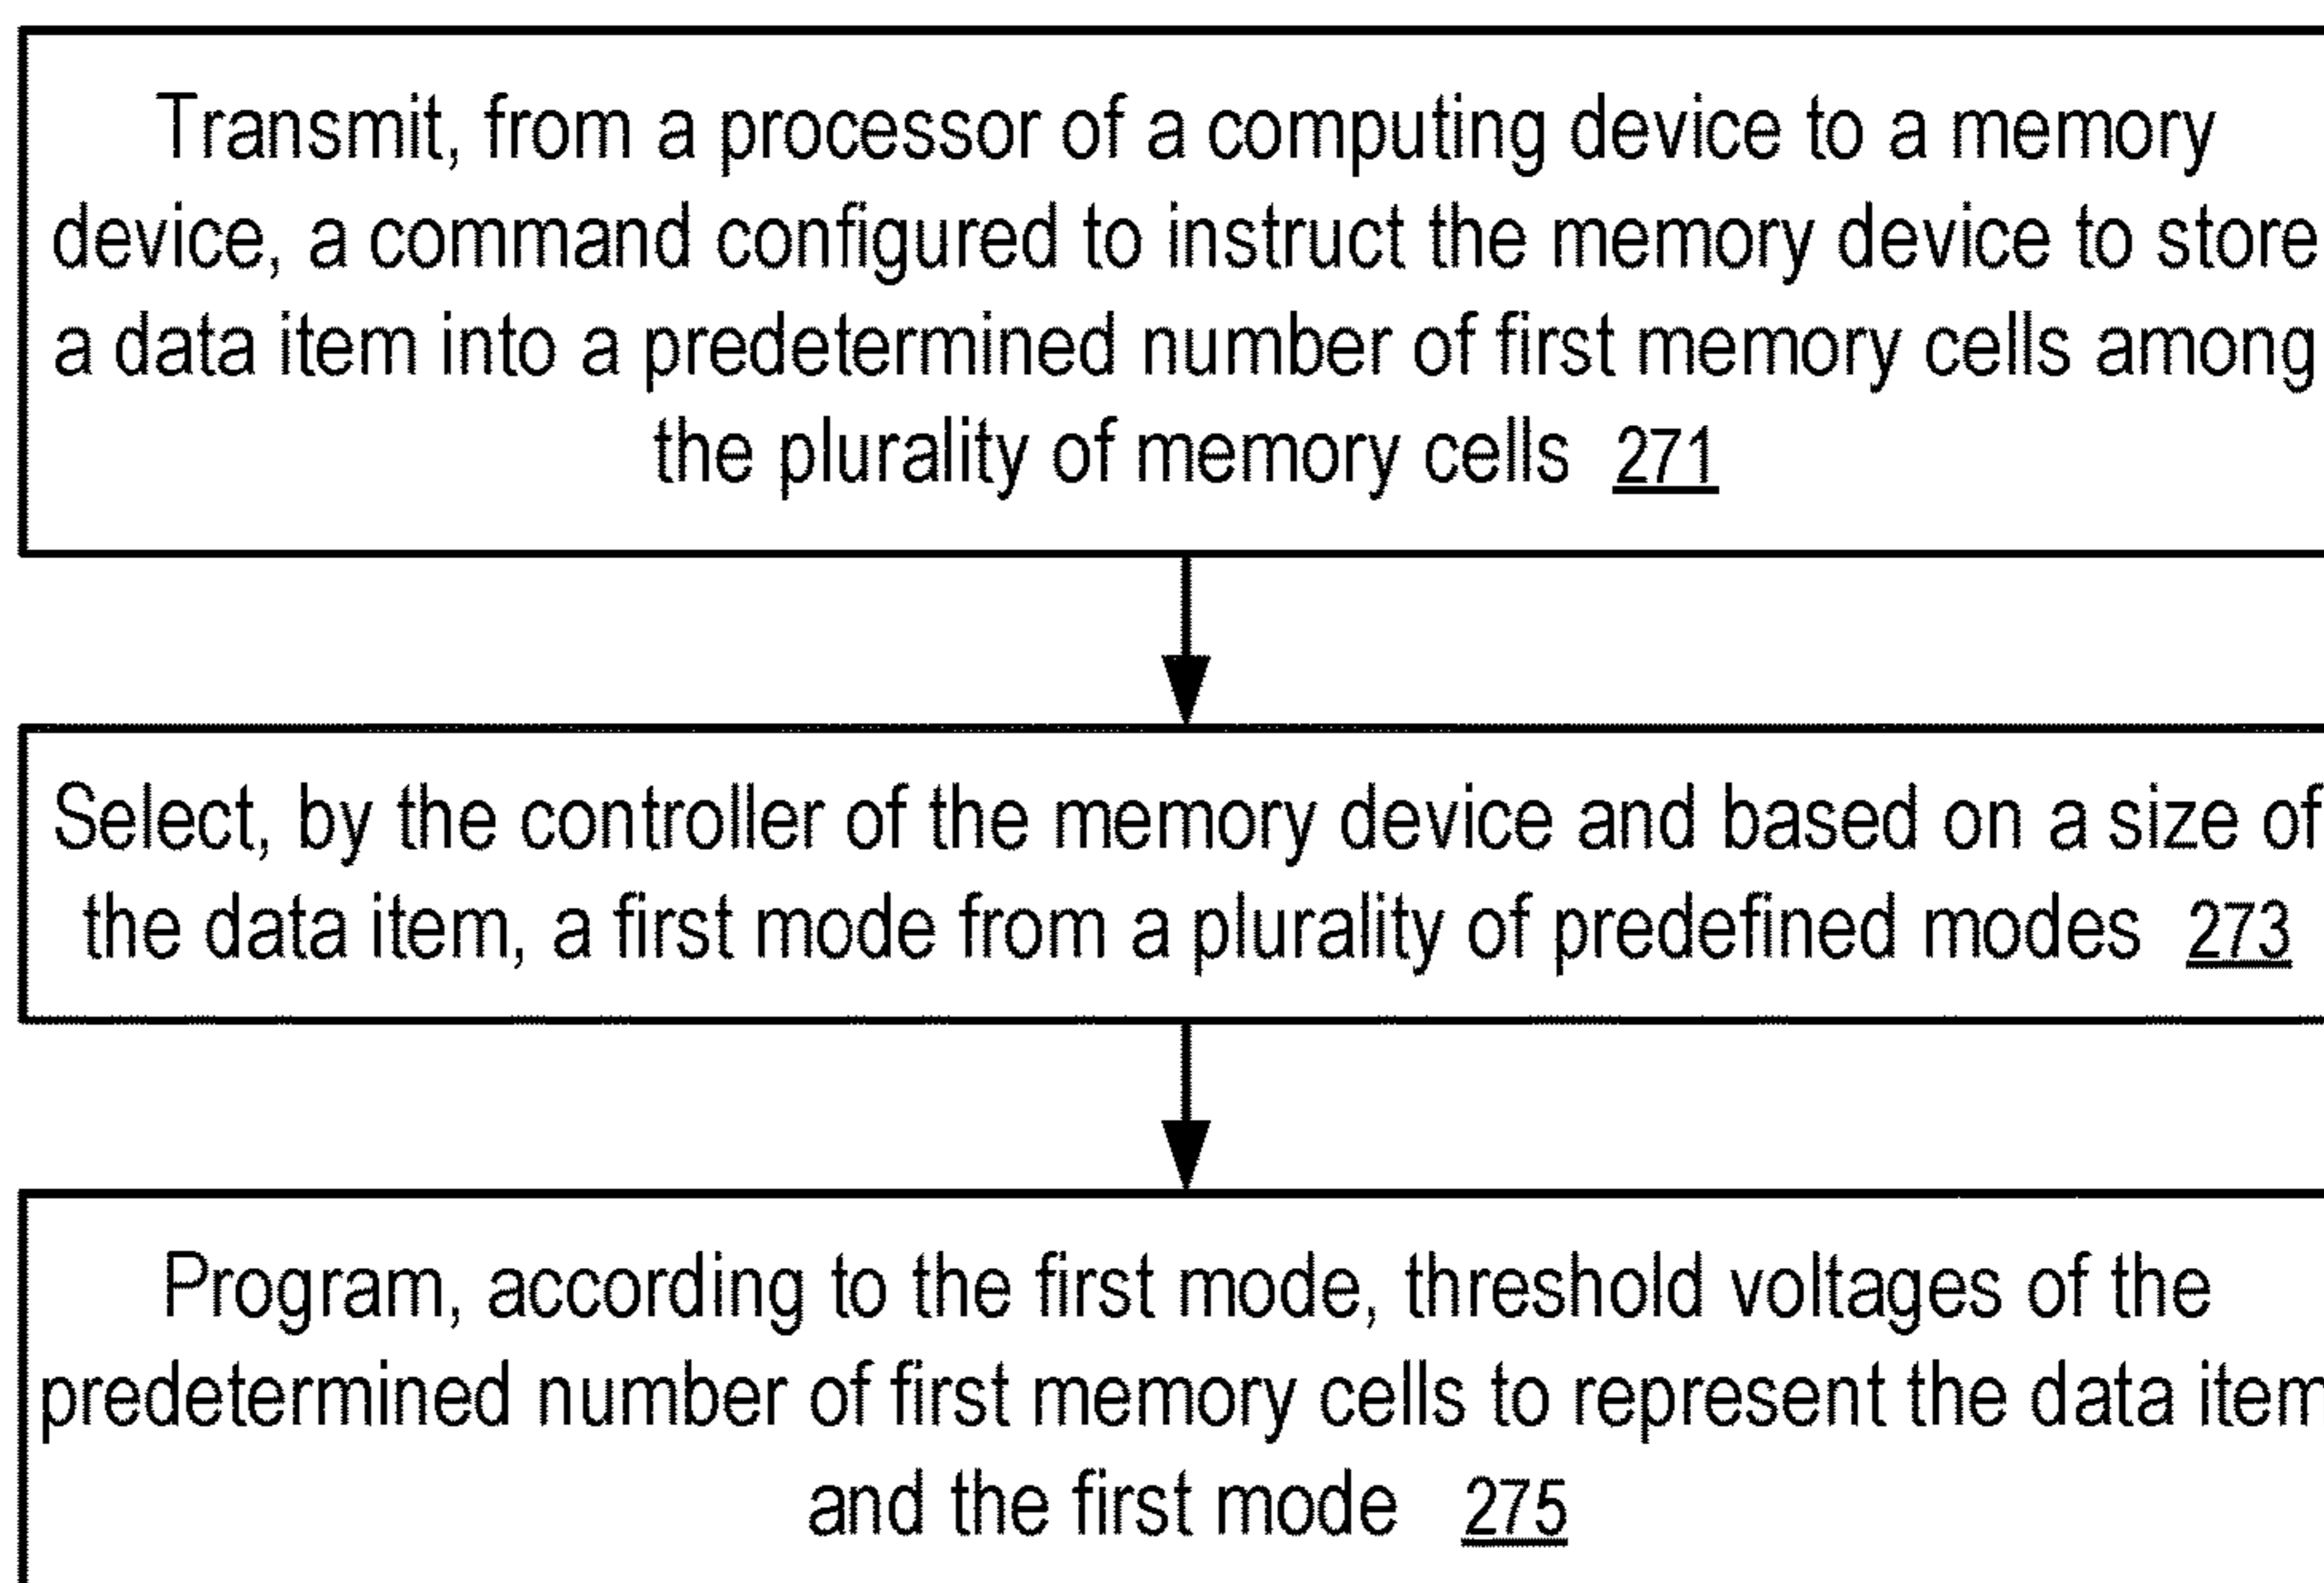 Transmit, from a processor of a computing device to a memory
device, a command configured to instruct the memory device to store
a data item into a predetermined number of first memory cells among
the plurality of memory cells 271
Select, by the controller of the memory device and based on a size of
the data item, a first mode from a plurality of predefined modes 273
Program, according to the first mode, threshold voltages of the
predetermined number of first memory cells to represent the data item
and the first mode 275